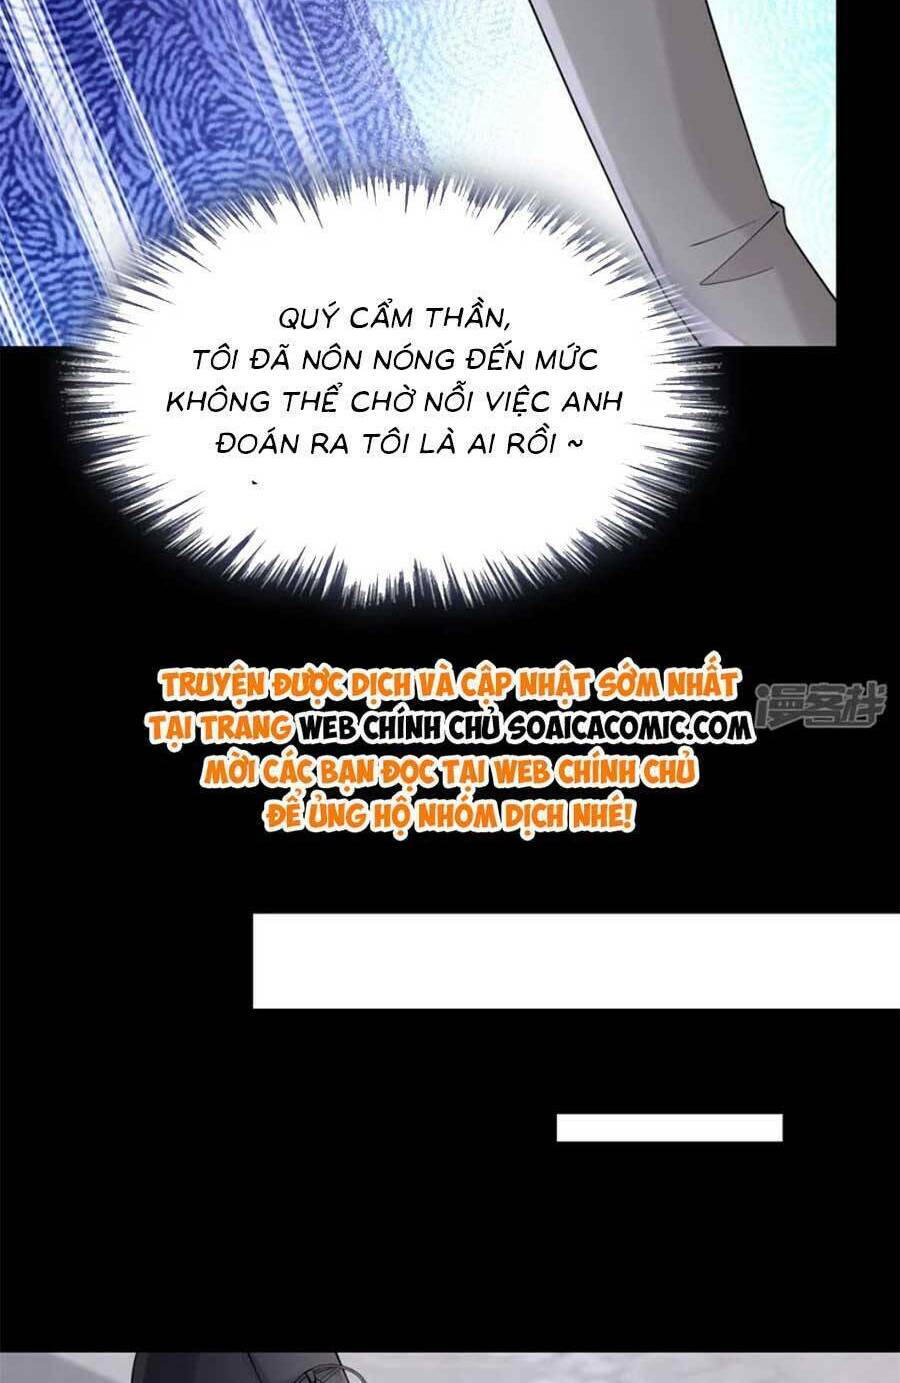 QUÝ CẨM THẦN,
TÔI ĐÃ NÔN NÓNG ĐẾN MỨC
KHÔNG THỂ CHỜ NỖI VIỆC ANH
ĐOÁN RA TÔI LÀ AI RỒI ~
TRUYỆN ĐƯỢC DỊCH VÀ CẬP NHẬT SỚM NHẤT
TẠI TRANG WEB CHÍNH CHỦ SOAICACOMIC.COM
MỜI CÁC BẠN ĐỌC TẠI WEB CHÍNH CHỦ
ĐỂ ỦNG HỘ NHÓM DỊCH NHÉ!
漫客栈